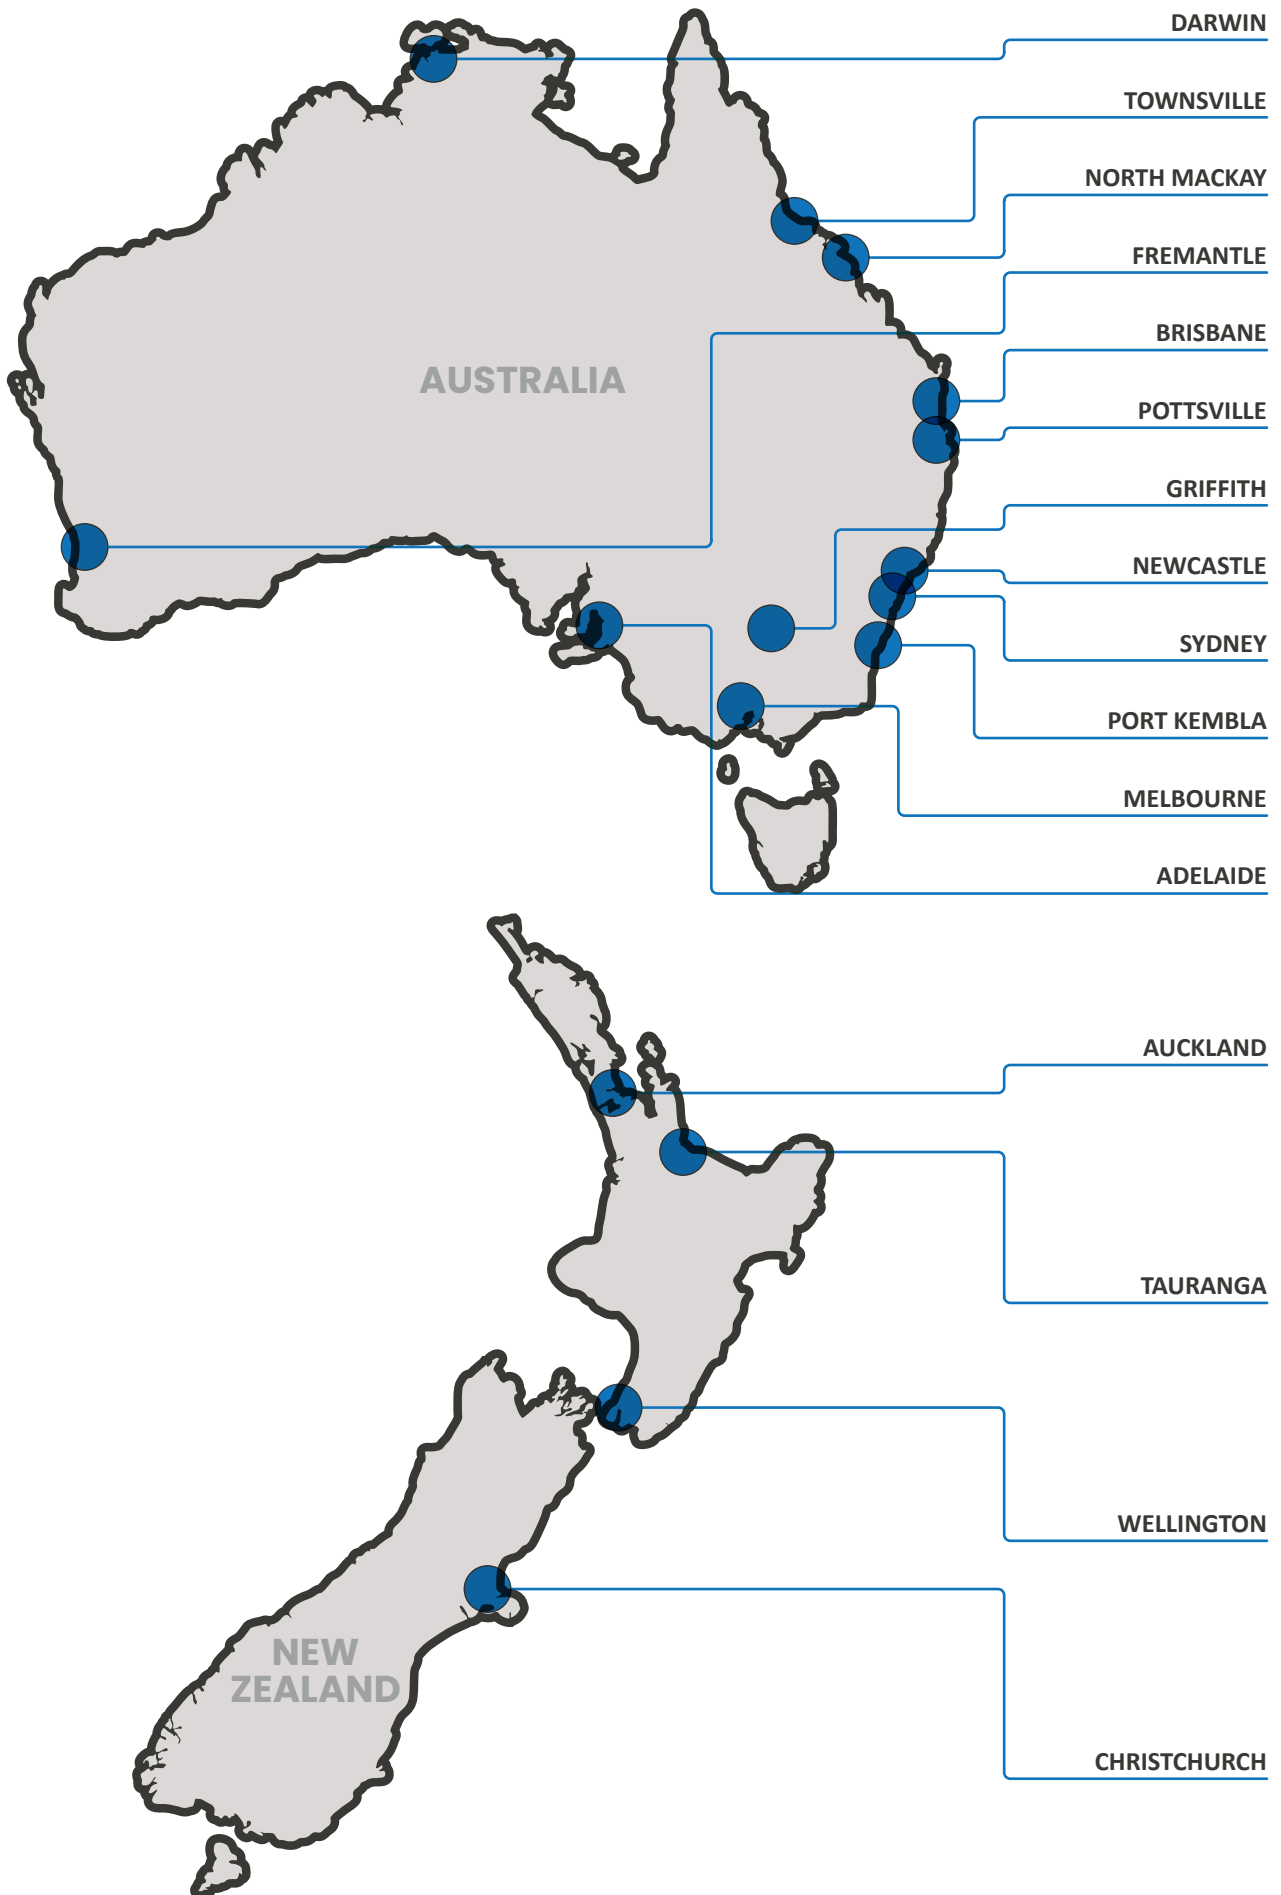 DARWIN
TOWNSVILLE
NORTH MACKAY
FREMANTLE
BRISBANE
AUSTRALIA
POTTSVILLE
GRIFFITH
NEWCASTLE
SYDNEY
PORT KEMBLA
MELBOURNE
ADELAIDE
AUCKLAND
TAURANGA
WELLINGTON
NEW
ZEALAND
CHRISTCHURCH